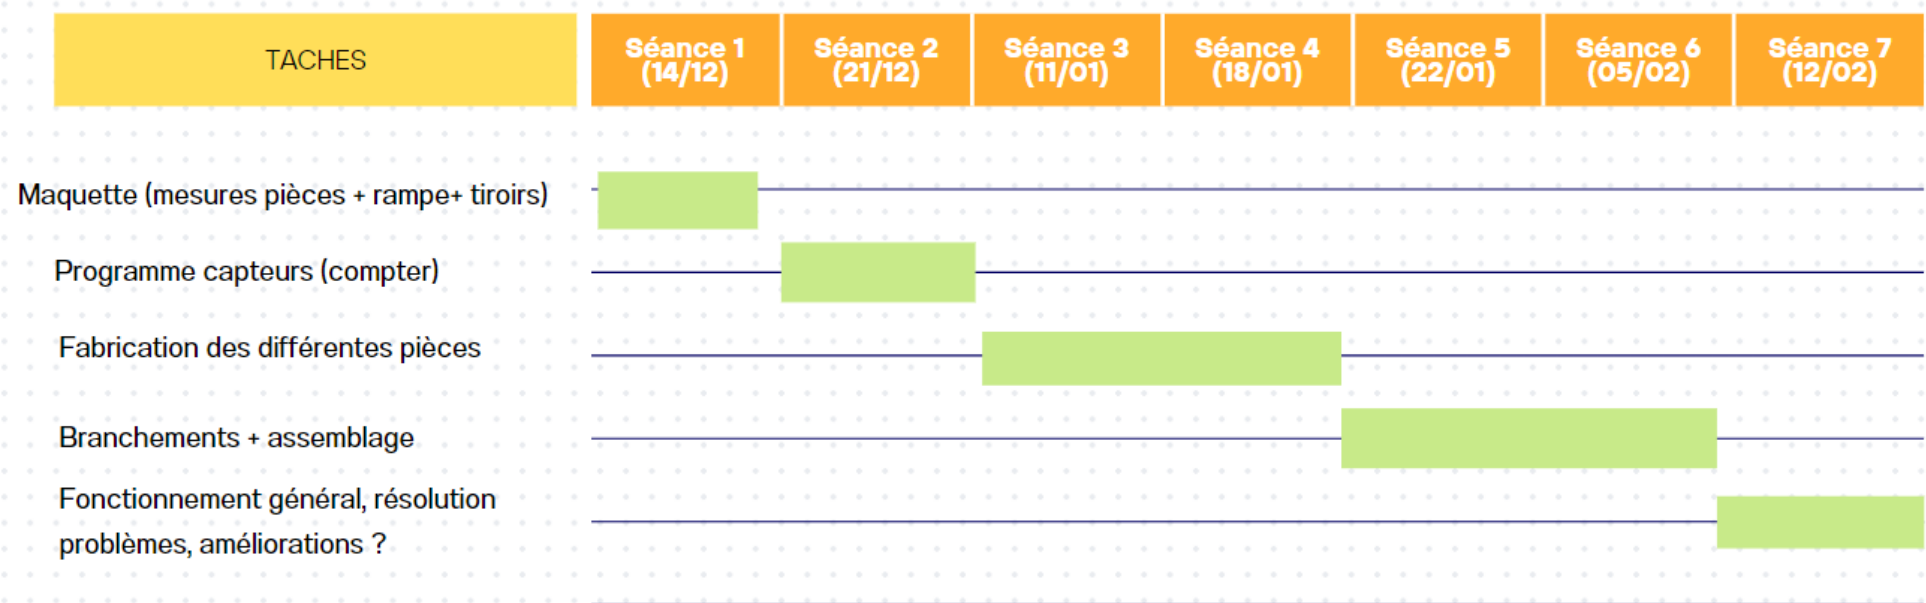 TACHES
Séance 1
(14/12)
Séance 2
(21/12)
Séance 3
(11/01)
Séance 4
(18/01)
Séance 5
(22/01)
Séance 6
(05/02)
Séance 7
(12/02)
Maquette (mesures pièces + rampe+ tiroirs)
Programme capteurs (compter)
Fabrication des différentes pièces
Branchements + assemblage
Fonctionnement général, résolution
problèmes, améliorations ?